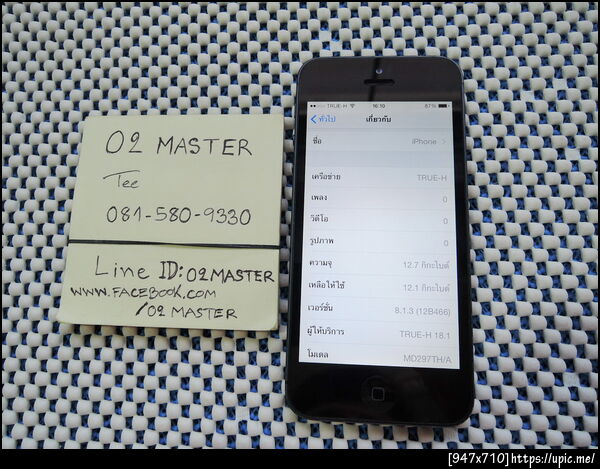 O2 MASTER
Tee
081-580-9330
Line ID: O2MASTER
WWW.FACEBOOK.COM
/O2 MASTER
TRUE-H 16:10 87%
ทั่วไป เกี่ยวกับ
ชื่อ iPhone
เครือข่าย TRUE-H
เพลง 0
วิดีโอ 0
รูปภาพ 0
ความจุ 12.7 กิกะไบต์
เหลือให้ใช้ 12.1 กิกะไบต์
เวอร์ชั่น 8.1.3 (12B466)
ผู้ให้บริการ TRUE-H 18.1
โมเดล MD297TH/A
[947x710]https://upic.me/